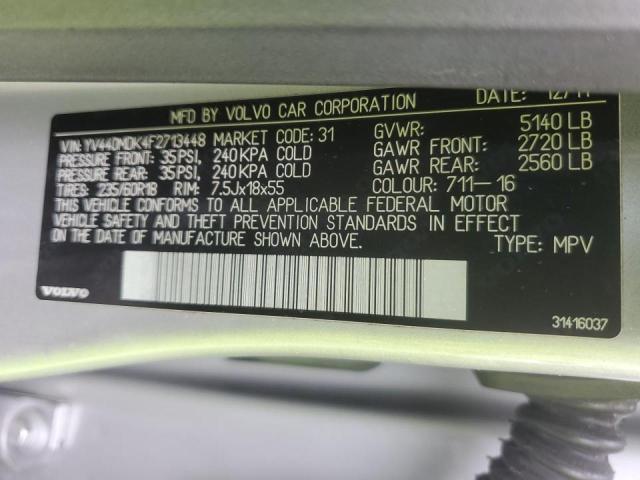 MFD BY VOLVO CAR CORPORATION DATE: 12/14
VIN: YV440MDK4F2713448 MARKET CODE: 31 GVWR: 5140 LB
PRESSURE FRONT: 35PSI, 240KPA COLD GAWR FRONT: 2720 LB
PRESSURE REAR: 35PSI, 240KPA COLD GAWR REAR: 2560 LB
TIRES: 235/60R18 RIM: 7.5Jx18x55 COLOUR: 711-16
THIS VEHICLE CONFORMS TO ALL APPLICABLE FEDERAL MOTOR
VEHICLE SAFETY AND THEFT PREVENTION STANDARDS IN EFFECT
ON THE DATE OF MANUFACTURE SHOWN ABOVE. TYPE: MPV
VOLVO
31416037